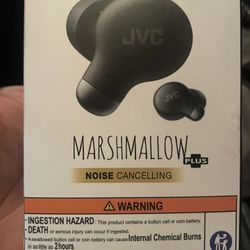 JVC
JVC
MARSHMALLOW PLUS
NOISE CANCELLING
WARNING
• INGESTION HAZARD: This product contains a button cell or coin battery.
• DEATH or serious injury can occur if ingested.
• A swallowed button cell or coin battery can cause Internal Chemical Burns
in as little as 2hours.